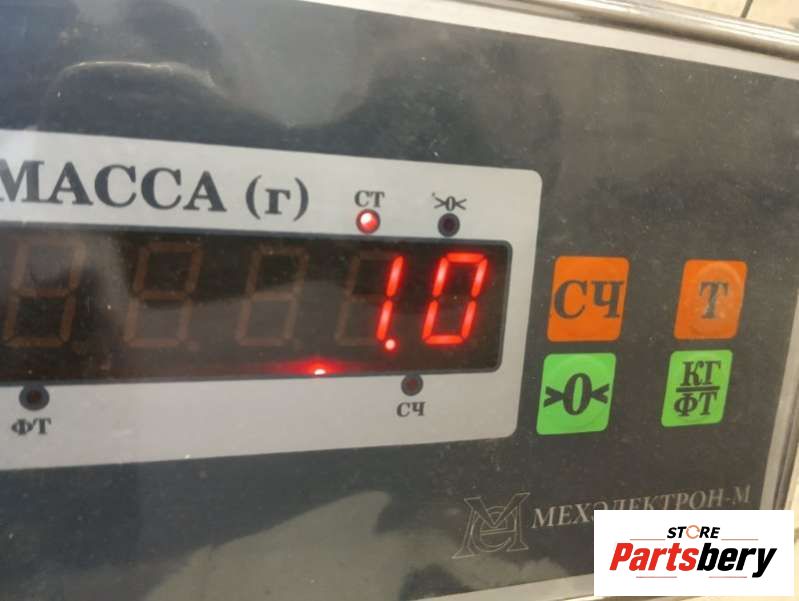 МАССА (г)
СТ
>0<
1.0
ФТ
СЧ
СЧ
Т
>0<
КГ
ФТ
МЕХЭЛЕКТРОН-М
STORE
Partsbery